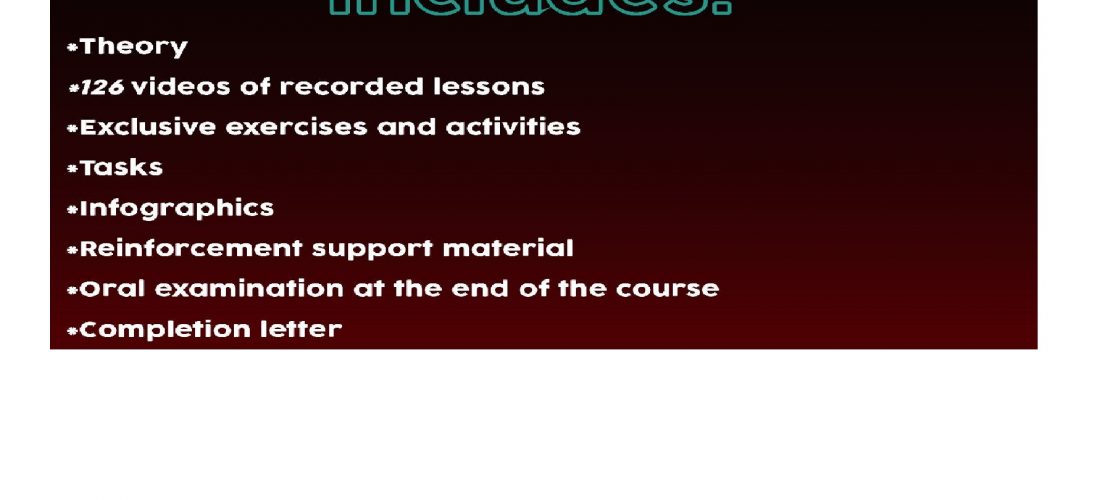 includes:
*Theory
*126 videos of recorded lessons
*Exclusive exercises and activities
*Tasks
*Infographics
*Reinforcement support material
*Oral examination at the end of the course
*Completion letter